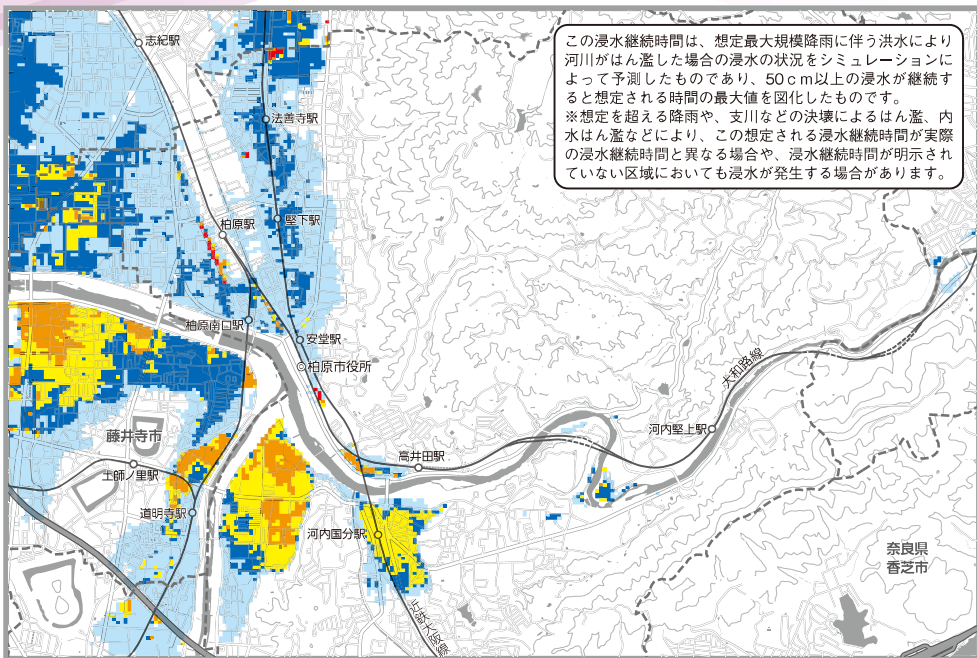 この浸水継続時間は、想定最大規模降雨に伴う洪水により
河川がはん濫した場合の浸水の状況をシミュレーションに
よって予測したものであり、50ｃｍ以上の浸水が継続す
ると想定される時間の最大値を図化したものです。
※想定を超える降雨や、支川などの決壊によるはん濫、内
水はん濫などにより、この想定される浸水継続時間が実際
の浸水継続時間と異なる場合や、浸水継続時間が明示され
ていない区域においても浸水が発生する場合があります。
志紀駅
法善寺駅
柏原駅
堅下駅
柏原南口駅
安堂駅
◎柏原市役所
大和路線
藤井寺市
河内堅上駅
高井田駅
土師ノ里駅
道明寺駅
河内国分駅
奈良県
香芝市
近鉄大阪線